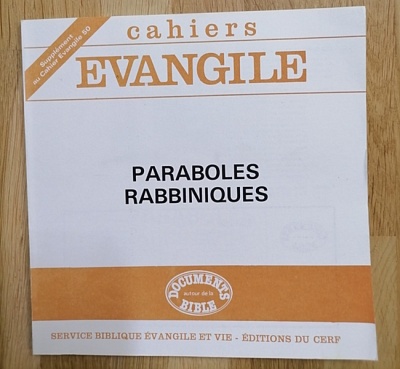 Supplément
au Cahier Evangile 50
cahiers
EVANGILE
PARABOLES
RABBINIQUES
DOCUMENTS
autour de la
BIBLE
SERVICE BIBLIQUE ÉVANGILE ET VIE - ÉDITIONS DU CERF